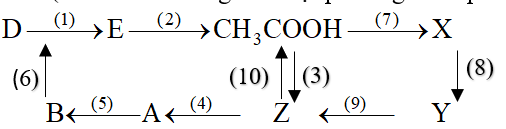 D (1) E (2) CH₃COOH (7) X
(6) (10) (3) (8)
B (5) A (4) Z (9) Y